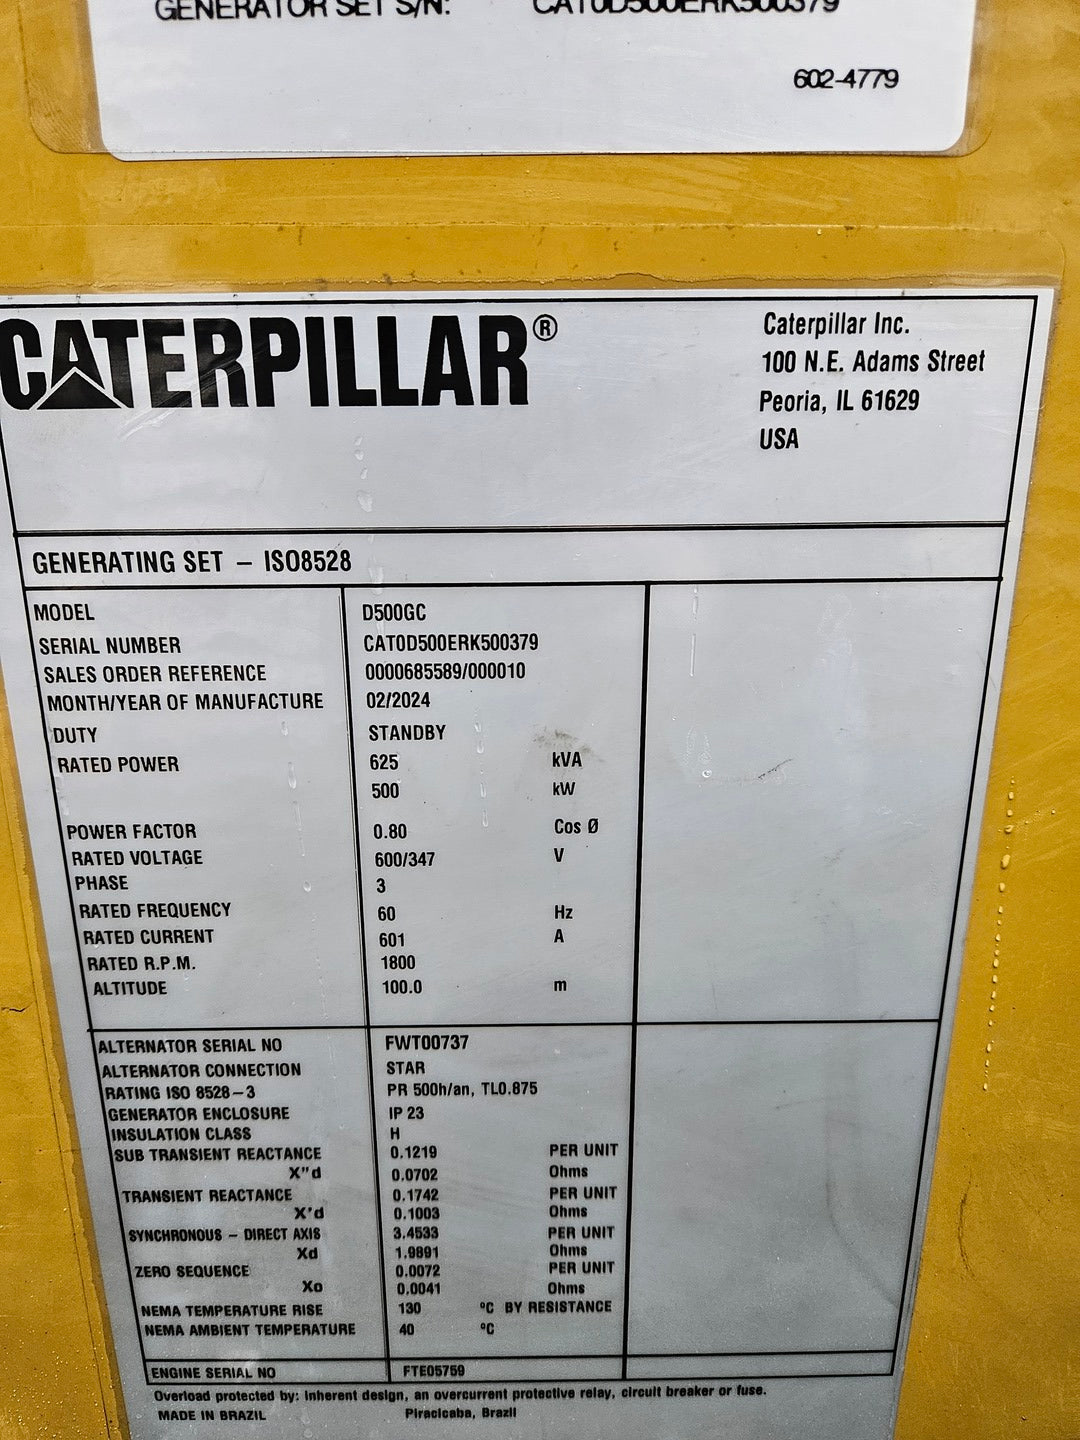 GENERATOR SET S/N: CAT0D500ERK500379
602-4779
CATERPILLAR®
Caterpillar Inc.
100 N.E. Adams Street
Peoria, IL 61629
USA
GENERATING SET – ISO8528
MODEL D500GC
SERIAL NUMBER CAT0D500ERK500379
SALES ORDER REFERENCE 0000685589/000010
MONTH/YEAR OF MANUFACTURE 02/2024
DUTY STANDBY
RATED POWER 625 kVA
500 kW
POWER FACTOR 0.80 Cos Ø
RATED VOLTAGE 600/347 V
PHASE 3
RATED FREQUENCY 60 Hz
RATED CURRENT 601 A
RATED R.P.M. 1800
ALTITUDE 100.0 m
ALTERNATOR SERIAL NO FWT00737
ALTERNATOR CONNECTION STAR
RATING ISO 8528–3 PR 500h/an, TL0.875
GENERATOR ENCLOSURE IP 23
INSULATION CLASS H
SUB TRANSIENT REACTANCE 0.1219 PER UNIT
X"d 0.0702 Ohms
TRANSIENT REACTANCE 0.1742 PER UNIT
X'd 0.1003 Ohms
SYNCHRONOUS – DIRECT AXIS 3.4533 PER UNIT
Xd 1.9891 Ohms
ZERO SEQUENCE 0.0072 PER UNIT
Xo 0.0041 Ohms
NEMA TEMPERATURE RISE 130 ºC BY RESISTANCE
NEMA AMBIENT TEMPERATURE 40 ºC
ENGINE SERIAL NO FTE05759
Overload protected by: Inherent design, an overcurrent protective relay, circuit breaker or fuse.
MADE IN BRAZIL Piracicaba, Brazil